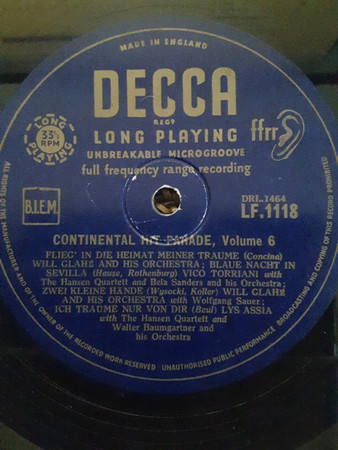 MADE IN ENGLAND
DECCA
REGD
LONG PLAYING
UNBREAKABLE MICROGROOVE
full frequency range recording
ffrr
LONG
33⅓
RPM
PLAYING
B.I.E.M.
DRL.1464
LF.1118
CONTINENTAL HIT PARADE, Volume 6
FLIEG' IN DIE HEIMAT MEINER TRAUME (Concina)
WILL GLAHE AND HIS ORCHESTRA; BLAUE NACHT IN
SEVILLA (Hauze, Rothenburg) VICO TORRIANI with
The Hansen Quartett and Bela Sanders and his Orchestra;
ZWEI KLEINE HÄNDE (Wysocki, Koller) WILL GLAHE
AND HIS ORCHESTRA with Wolfgang Sauer;
ICH TRAUME NUR VON DIR (Beul) LYS ASSIA
with The Hansen Quartett and
Walter Baumgartner and
his Orchestra
ALL RIGHTS OF THE MANUFACTURER AND OF THE OWNER OF THE RECORDED WORK RESERVED UNAUTHORISED PUBLIC PERFORMANCE, BROADCASTING AND COPYING OF THIS RECORD PROHIBITED